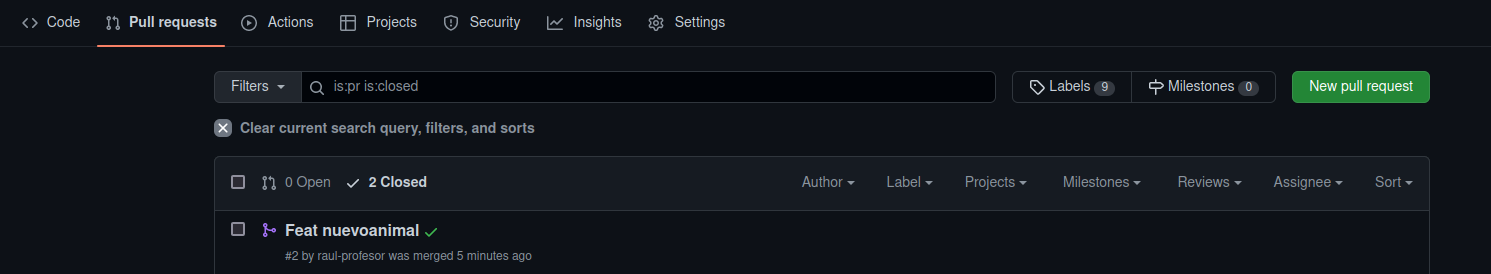 Code Pull requests Actions Projects Security Insights Settings
Filters is:pr is:closed Labels 9 Milestones 0 New pull request
Clear current search query, filters, and sorts
0 Open 2 Closed Author Label Projects Milestones Reviews Assignee Sort
Feat nuevoanimal
#2 by raul-profesor was merged 5 minutes ago